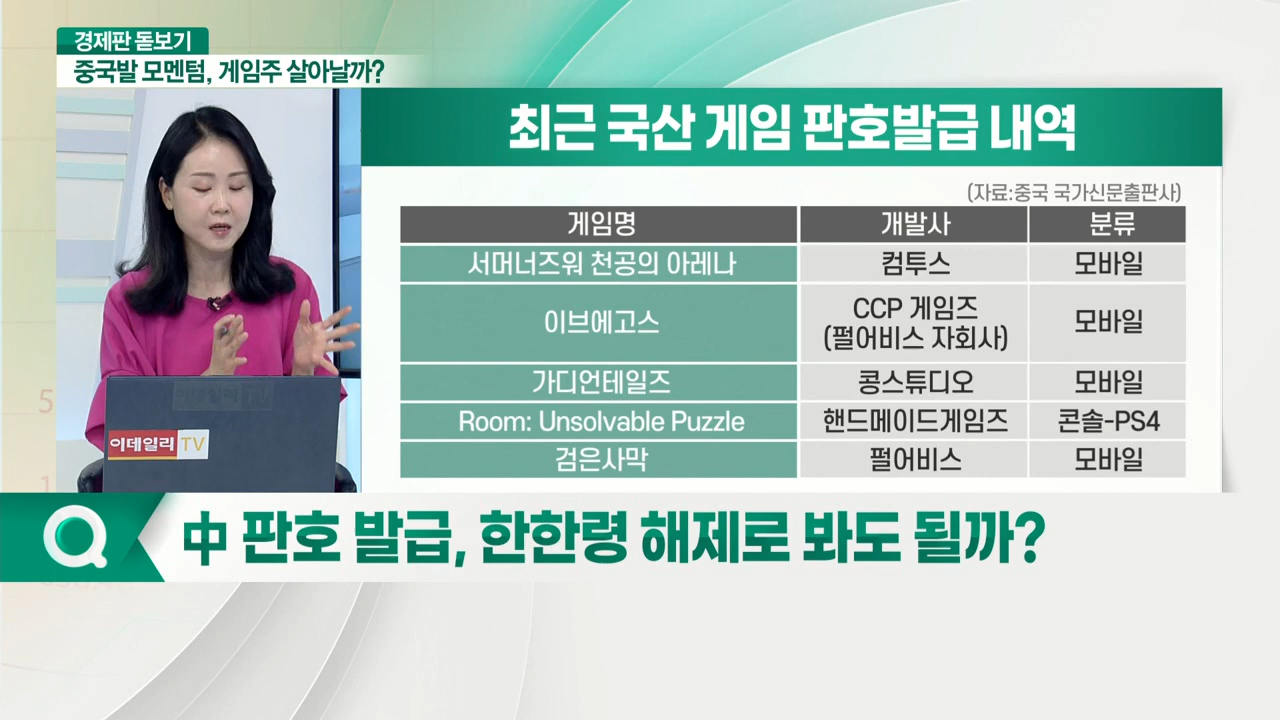 경제판 돋보기
중국발 모멘텀, 게임주 살아날까?
최근 국산 게임 판호발급 내역
(자료:중국 국가신문출판사)
게임명 개발사 분류
서머너즈워 천공의 아레나 컴투스 모바일
이브에고스 CCP 게임즈 (펄어비스 자회사) 모바일
가디언테일즈 콩스튜디오 모바일
Room: Unsolvable Puzzle 핸드메이드게임즈 콘솔-PS4
검은사막 펄어비스 모바일
이데일리 TV
Q 中 판호 발급, 한한령 해제로 봐도 될까?